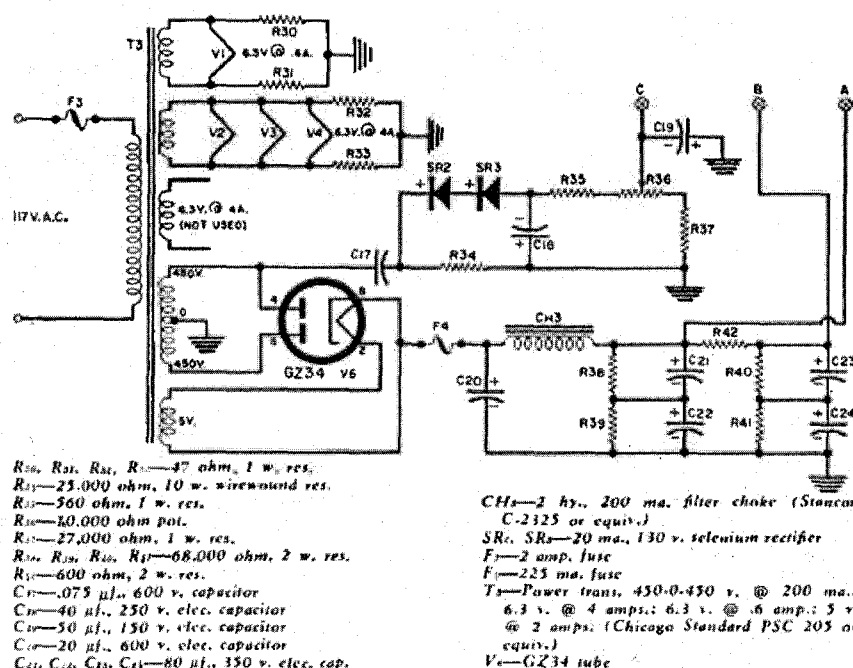 T3
R30
V1
6.3V @ .6A.
R31
C
B
A
F3
R32
V2
V3
V4
6.3V. @ 4A.
R33
C19
SR2
SR3
R35
R36
117 V. A.C.
6.3 V. @ 4A.
(NOT USED)
C18
R37
C17
R34
450V.
0
450V.
4
8
6
2
GZ34 V6
F4
CH3
R42
R38
C21
R40
C23
C20
R39
C22
R41
C24
5V.
R30, R31, R32, R33—47 ohm, 1 w. res.
R34—25,000 ohm, 10 w. wirewound res.
R35—560 ohm, 1 w. res.
R36—10,000 ohm pot.
R37—27,000 ohm, 1 w. res.
R38, R39, R40, R41—68,000 ohm, 2 w. res.
R42—600 ohm, 2 w. res.
C17—.075 µf., 600 v. capacitor
C18—40 µf., 250 v. elec. capacitor
C19—50 µf., 150 v. elec. capacitor
C20—20 µf., 600 v. elec. capacitor
C21, C22, C23, C24—80 µf., 350 v. elec. cap.
CH3—2 hy., 200 ma. filter choke (Stancor
C-2325 or equiv.)
SR2, SR3—20 ma., 130 v. selenium rectifier
F3—2 amp. fuse
F4—225 ma. fuse
T3—Power trans. 450-0-450 v. @ 200 ma.;
6.3 v. @ 4 amps.; 6.3 v. @ .6 amp.; 5 v.
@ 2 amps. (Chicago Standard PSC 205 or
equiv.)
V6—GZ34 tube